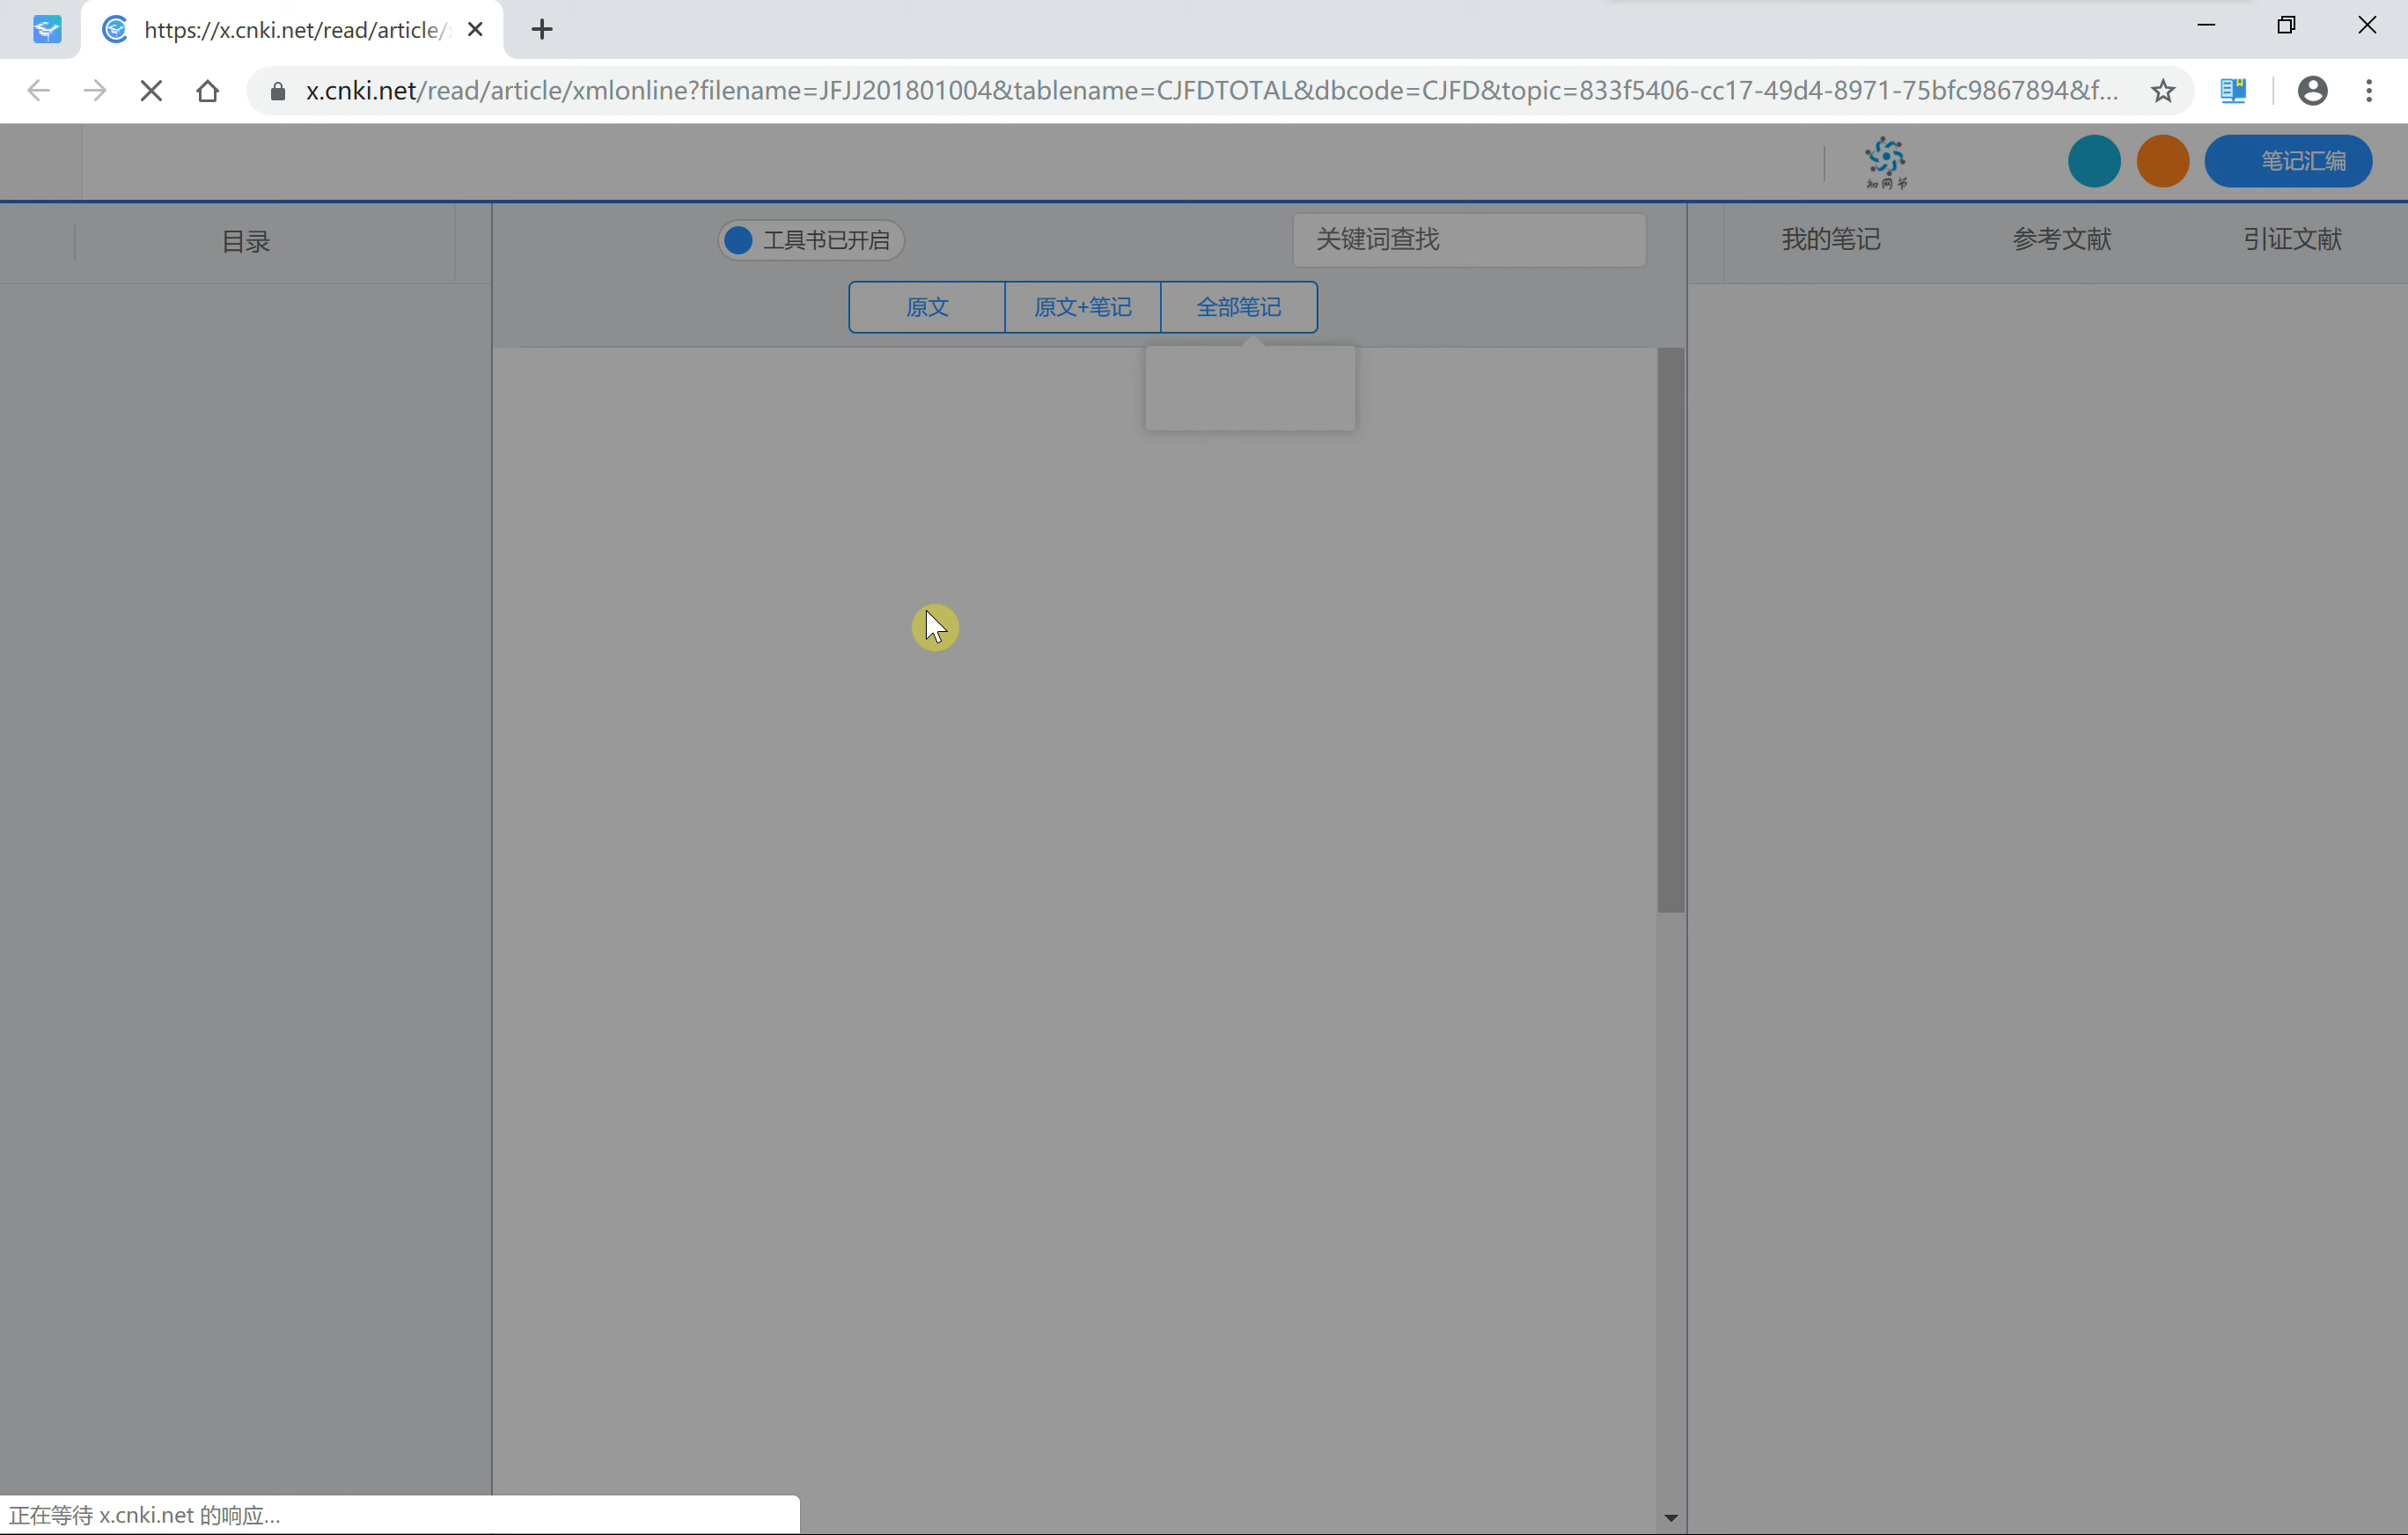 https://x.cnki.net/read/article/
x.cnki.net/read/article/xmlonline?filename=JFJJ201801004&tablename=CJFDTOTAL&dbcode=CJFD&topic=833f5406-cc17-49d4-8971-75bfc9867894&f...
知网节
笔记汇编
目录
工具书已开启
关键词查找
我的笔记
参考文献
引证文献
原文
原文+笔记
全部笔记
正在等待 x.cnki.net 的响应...